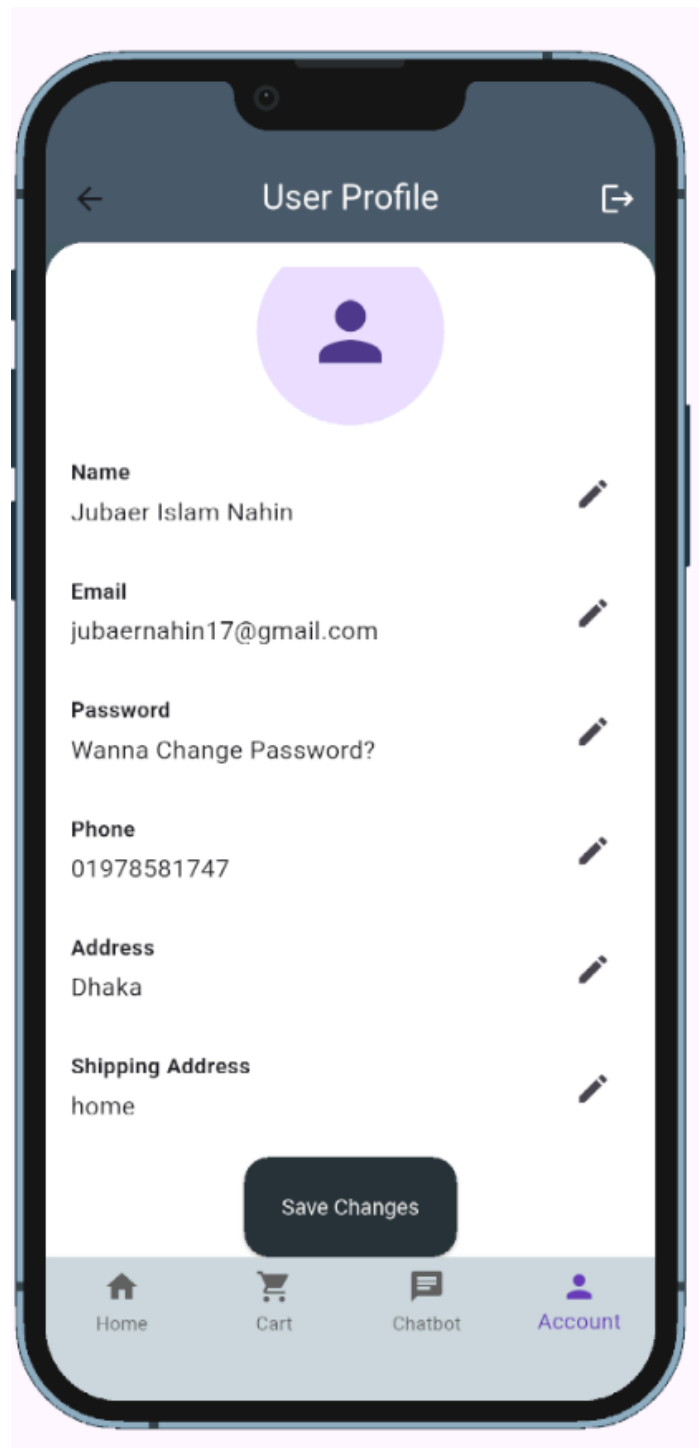 User Profile
Name
Jubaer Islam Nahin
Email
jubaernahin17@gmail.com
Password
Wanna Change Password?
Phone
01978581747
Address
Dhaka
Shipping Address
home
Save Changes
Home Cart Chatbot Account